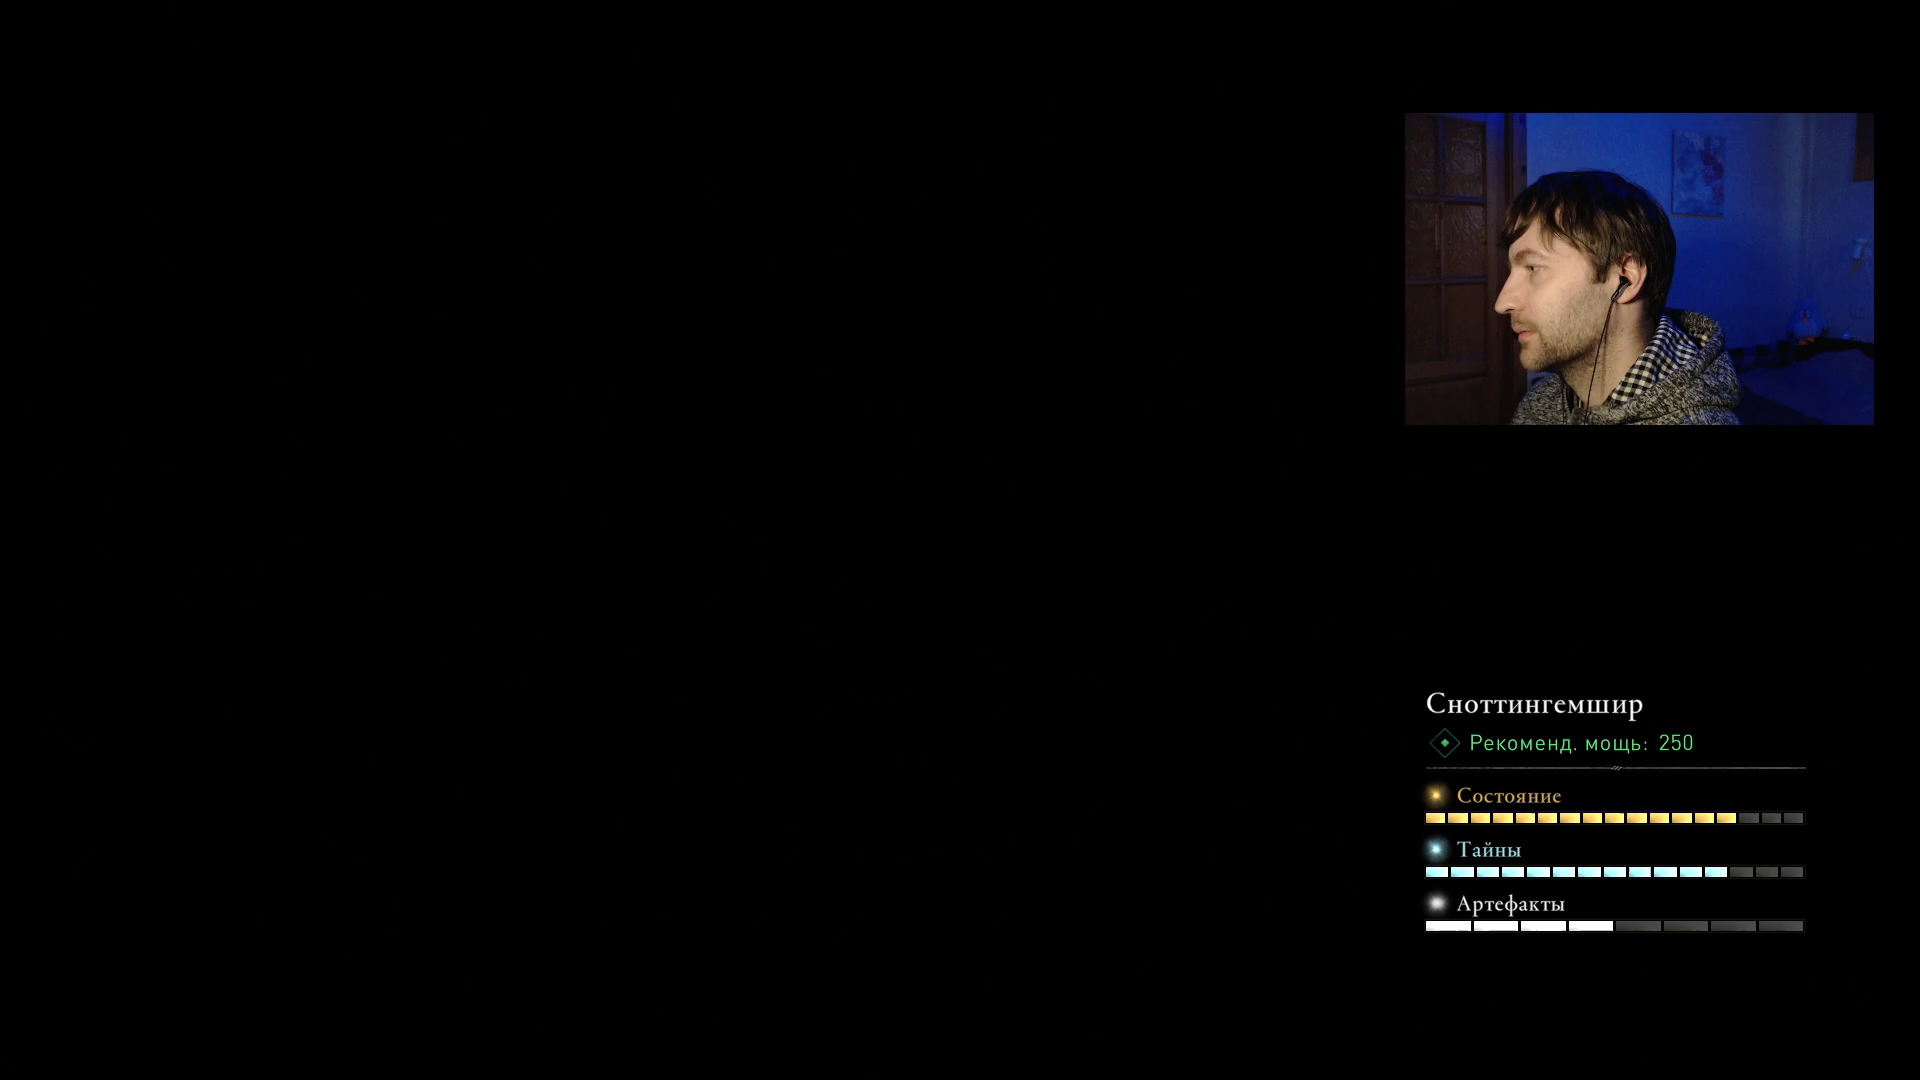 Сноттингемшир
Рекоменд. мощь: 250
Состояние
Тайны
Артефакты